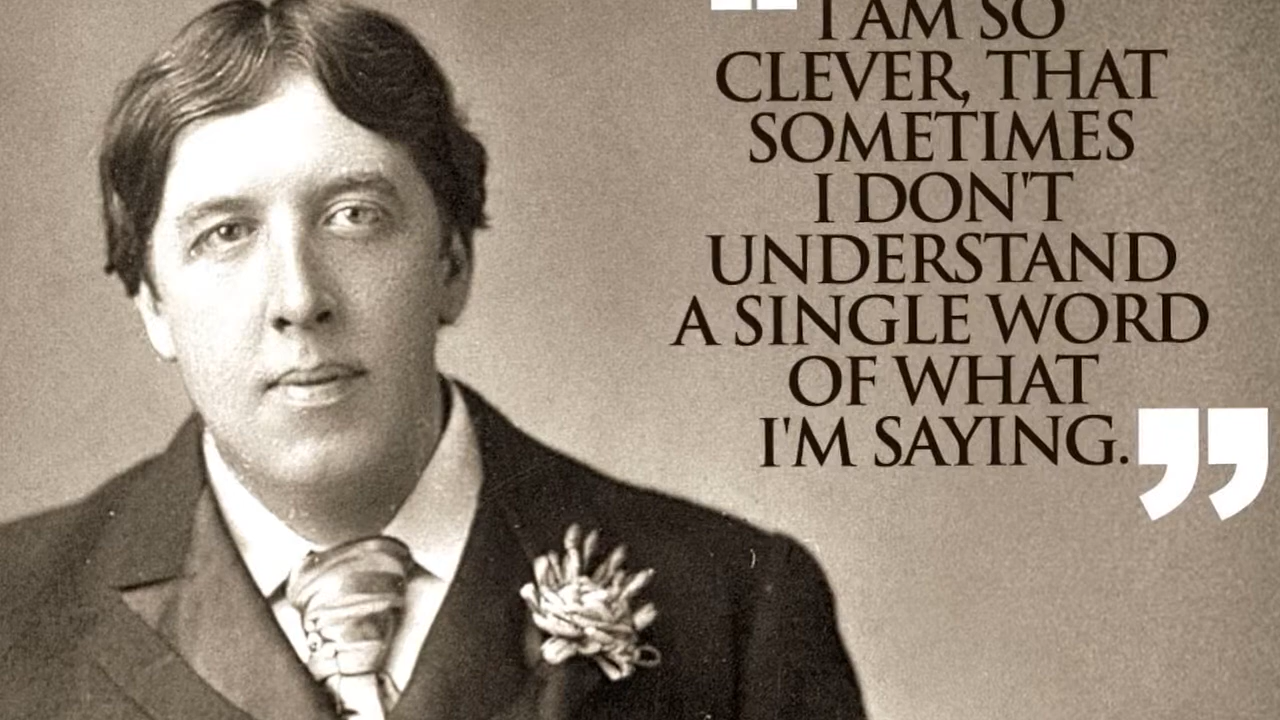 “
I AM SO
CLEVER, THAT
SOMETIMES
I DON'T
UNDERSTAND
A SINGLE WORD
OF WHAT
I'M SAYING.”